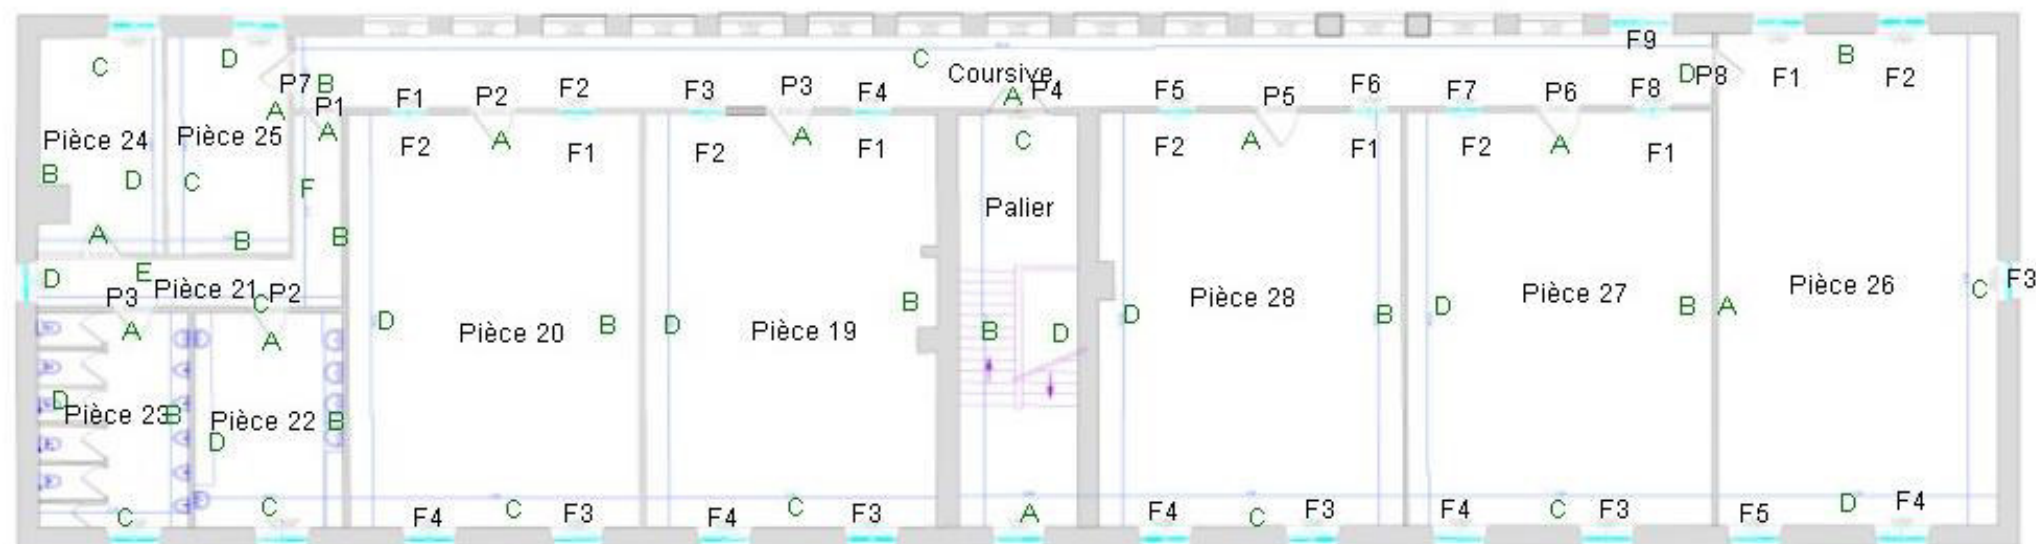 F9
C D C B
Coursive
P7 B P1 F1 P2 F2 F3 P3 F4 A P4 F5 P5 F6 F7 P6 F8 D P8 F1 F2
A A
Pièce 24 Pièce 25
F2 A F1 F2 A F1 C F2 A F1 F2 A F1
B D C F
Palier
A B B
D E Pièce 21 C P2 P3
Pièce 28 Pièce 27 Pièce 26 C F3
A A D Pièce 20 B D Pièce 19 B B D D B D B A
D Pièce 23 B Pièce 22 D B
C C F4 C F3 F4 C F3 A F4 C F3 F4 C F3 F5 D F4